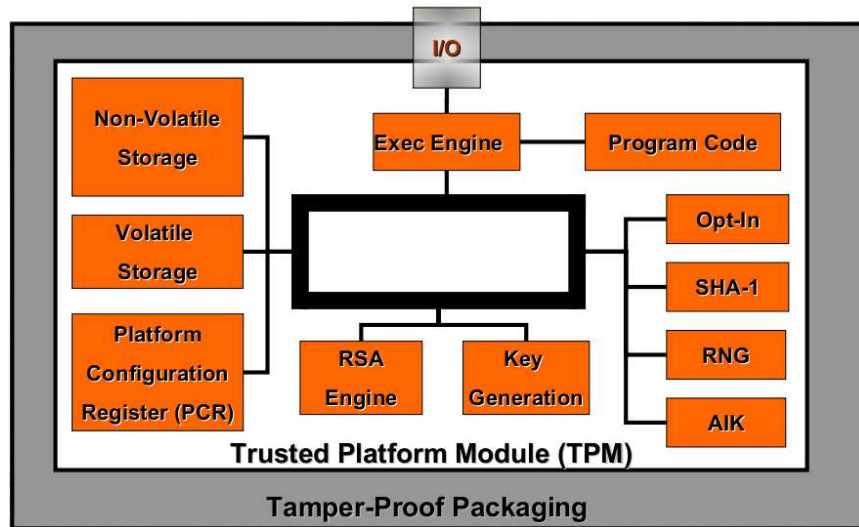 I/O
Non-Volatile
Storage
Exec Engine
Program Code
Volatile
Storage
Opt-In
SHA-1
Platform
Configuration
Register (PCR)
RSA
Engine
Key
Generation
RNG
AIK
Trusted Platform Module (TPM)
Tamper-Proof Packaging